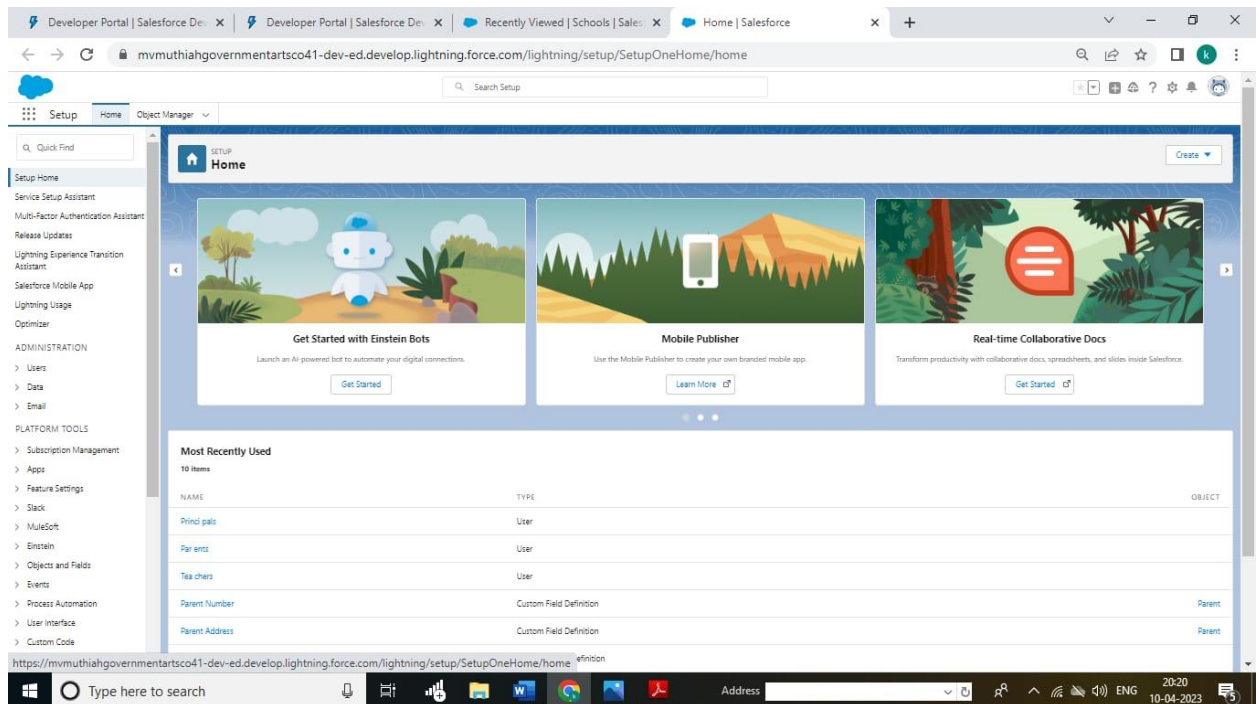 Developer Portal | Salesforce De
Developer Portal | Salesforce Dev
Recently Viewed | Schools | Sales
Home | Salesforce
mvmuthiahgovernmentartsco41-dev-ed.develop.lightning.force.com/lightning/setup/SetupOneHome/home
k
Search Setup
Setup
Home
Object Manager
Quick Find
Setup Home
Service Setup Assistant
Multi-Factor Authentication Assistant
Release Updates
Lightning Experience Transition
Assistant
Salesforce Mobile App
Lightning Usage
Optimizer
ADMINISTRATION
Users
Data
Email
PLATFORM TOOLS
Subscription Management
Apps
Feature Settings
Slack
MuleSoft
Einstein
Objects and Fields
Events
Process Automation
User Interface
Custom Code
SETUP
Home
Create
Get Started with Einstein Bots
Launch an AI-powered bot to automate your digital connections.
Get Started
Mobile Publisher
Use the Mobile Publisher to create your own branded mobile app.
Learn More
Real-time Collaborative Docs
Transform productivity with collaborative docs, spreadsheets, and slides inside Salesforce.
Get Started
Most Recently Used
10 items
NAME TYPE OBJECT
Princi pals User
Par ents User
Tea chers User
Parent Number Custom Field Definition Parent
Parent Address Custom Field Definition Parent
efinition
https://mvmuthiahgovernmentartsco41-dev-ed.develop.lightning.force.com/lightning/setup/SetupOneHome/home
Type here to search
Address
ENG
20:20
10-04-2023
5